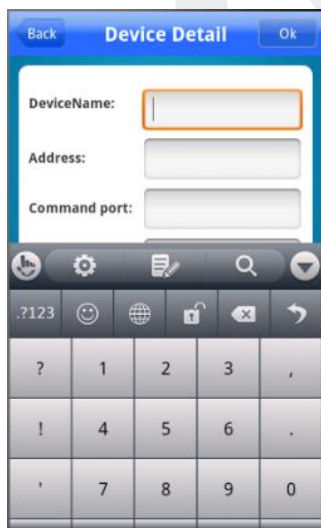 Back Device Detail Ok
DeviceName:
Address:
Command port:
.?123
? 1 2 3 ,
! 4 5 6 .
' 7 8 9 0